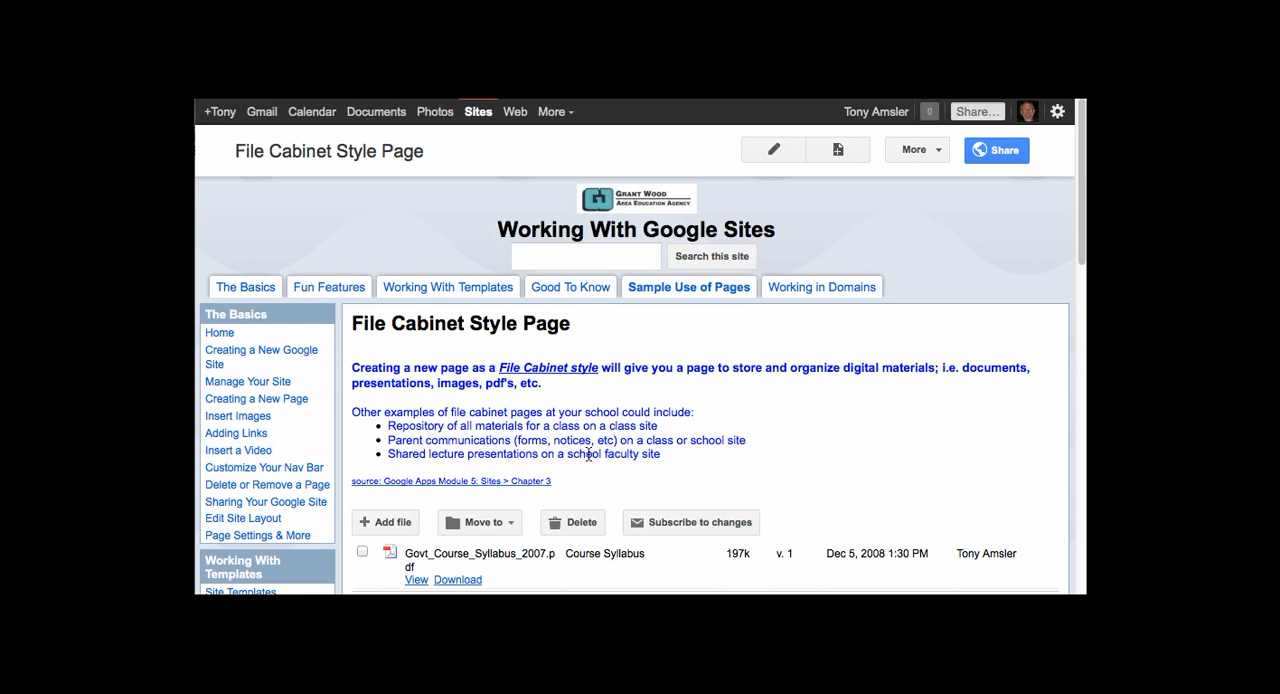 +Tony Gmail Calendar Documents Photos Sites Web More Tony Amsler 0 Share...
File Cabinet Style Page More Share
GRANT WOOD
AREA EDUCATION AGENCY
Working With Google Sites
Search this site
The Basics Fun Features Working With Templates Good To Know Sample Use of Pages Working in Domains
The Basics
Home
Creating a New Google
Site
Manage Your Site
Creating a New Page
Insert Images
Adding Links
Insert a Video
Customize Your Nav Bar
Delete or Remove a Page
Sharing Your Google Site
Edit Site Layout
Page Settings & More
Working With
Templates
Site Templates
File Cabinet Style Page
Creating a new page as a File Cabinet style will give you a page to store and organize digital materials; i.e. documents,
presentations, images, pdf's, etc.
Other examples of file cabinet pages at your school could include:
• Repository of all materials for a class on a class site
• Parent communications (forms, notices, etc) on a class or school site
• Shared lecture presentations on a school faculty site
source: Google Apps Module 5: Sites > Chapter 3
+ Add file Move to Delete Subscribe to changes
Govt_Course_Syllabus_2007.p Course Syllabus 197k v. 1 Dec 5, 2008 1:30 PM Tony Amsler
df
View Download